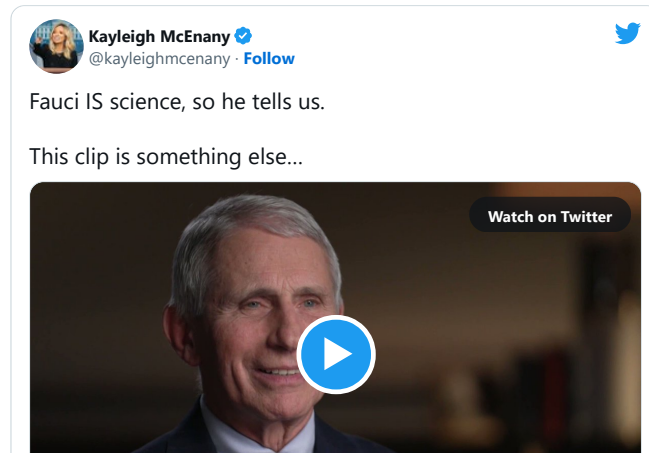 Kayleigh McEnany
@kayleighmcenany · Follow
Fauci IS science, so he tells us.
This clip is something else...
Watch on Twitter